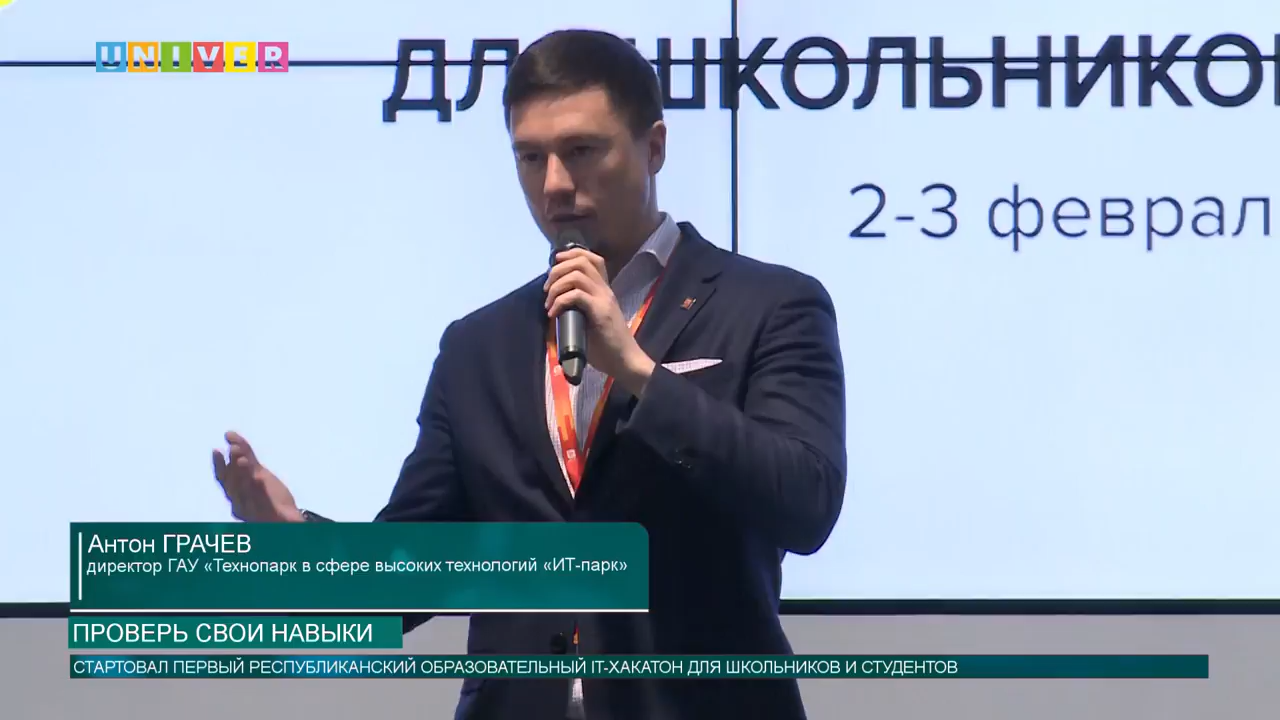 UNIVER
ШКОЛЬНИКО
2-3 феврал
Антон ГРАЧЕВ
директор ГАУ «Технопарк в сфере высоких технологий «ИТ-парк»
ПРОВЕРЬ СВОИ НАВЫКИ
СТАРТОВАЛ ПЕРВЫЙ РЕСПУБЛИКАНСКИЙ ОБРАЗОВАТЕЛЬНЫЙ IT-ХАКАТОН ДЛЯ ШКОЛЬНИКОВ И СТУДЕНТОВ